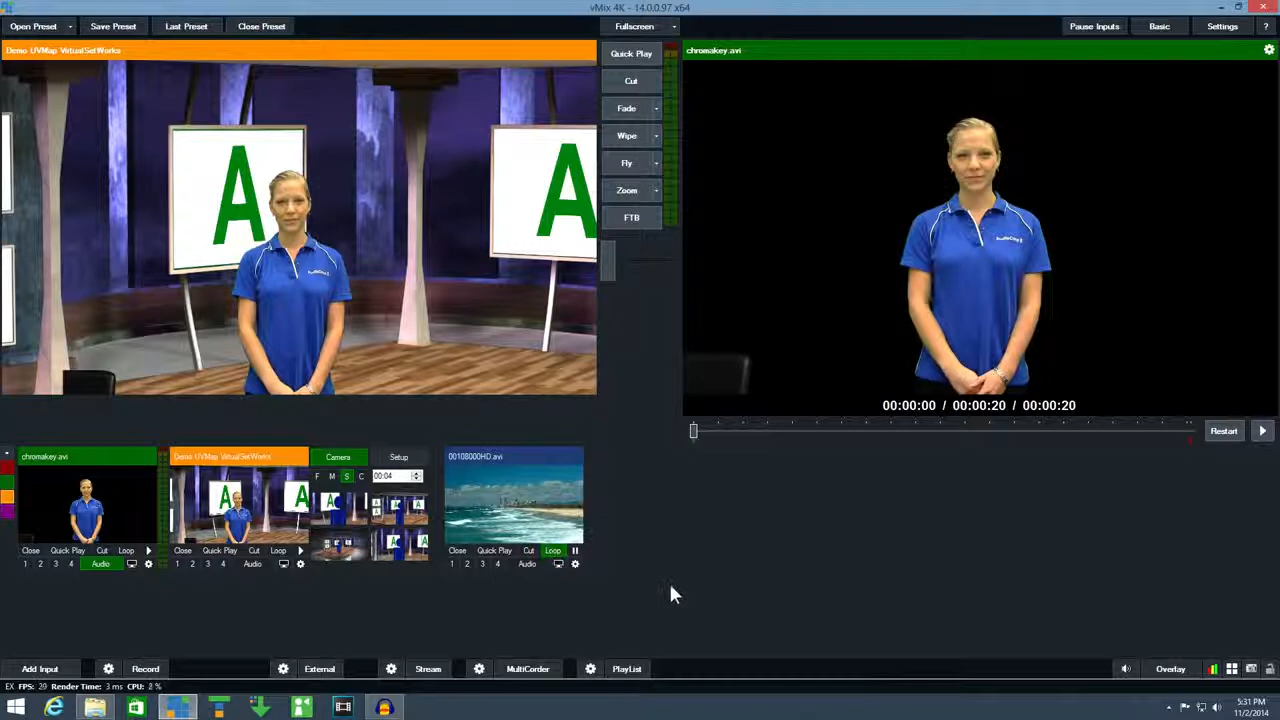 vMix 4K - 14.0.0.97 x64
Open Preset Save Preset Last Preset Close Preset Fullscreen Pause Inputs Basic Settings ?
Demo UVMap VirtualSetWorks
A
A
Quick Play
Cut
Fade
Wipe
Fly
Zoom
FTB
chromakey.avi
00:00:00 / 00:00:20 / 00:00:20
Restart
chromakey.avi
Close Quick Play Cut Loop
1 2 3 4 Audio
Demo UVMap VirtualSetWorks
Close Quick Play Cut Loop
1 2 3 4 Audio
Camera Setup
F M S C 00:04
00108000HD.avi
Close Quick Play Cut Loop
1 2 3 4 Audio
Add Input Record External Stream MultiCorder PlayList Overlay
EX FPS: 29 Render Time: 3 ms CPU: 2 %
5:31 PM
11/2/2014